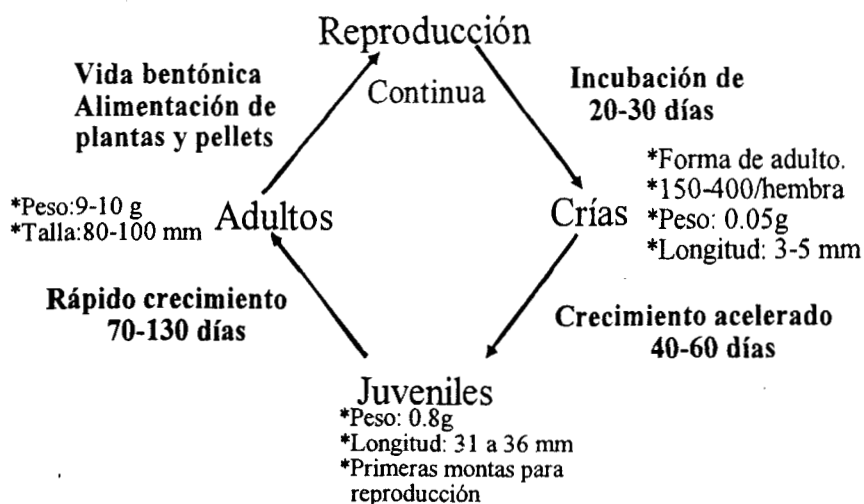 Reproducción
Continua
Vida bentónica
Alimentación de
plantas y pellets
Incubación de
20-30 días
*Forma de adulto.
*150-400/hembra
*Peso: 0.05g
*Longitud: 3-5 mm
Crías
*Peso:9-10 g
*Talla:80-100 mm
Adultos
Rápido crecimiento
70-130 días
Crecimiento acelerado
40-60 días
Juveniles
*Peso: 0.8g
*Longitud: 31 a 36 mm
*Primeras montas para
reproducción